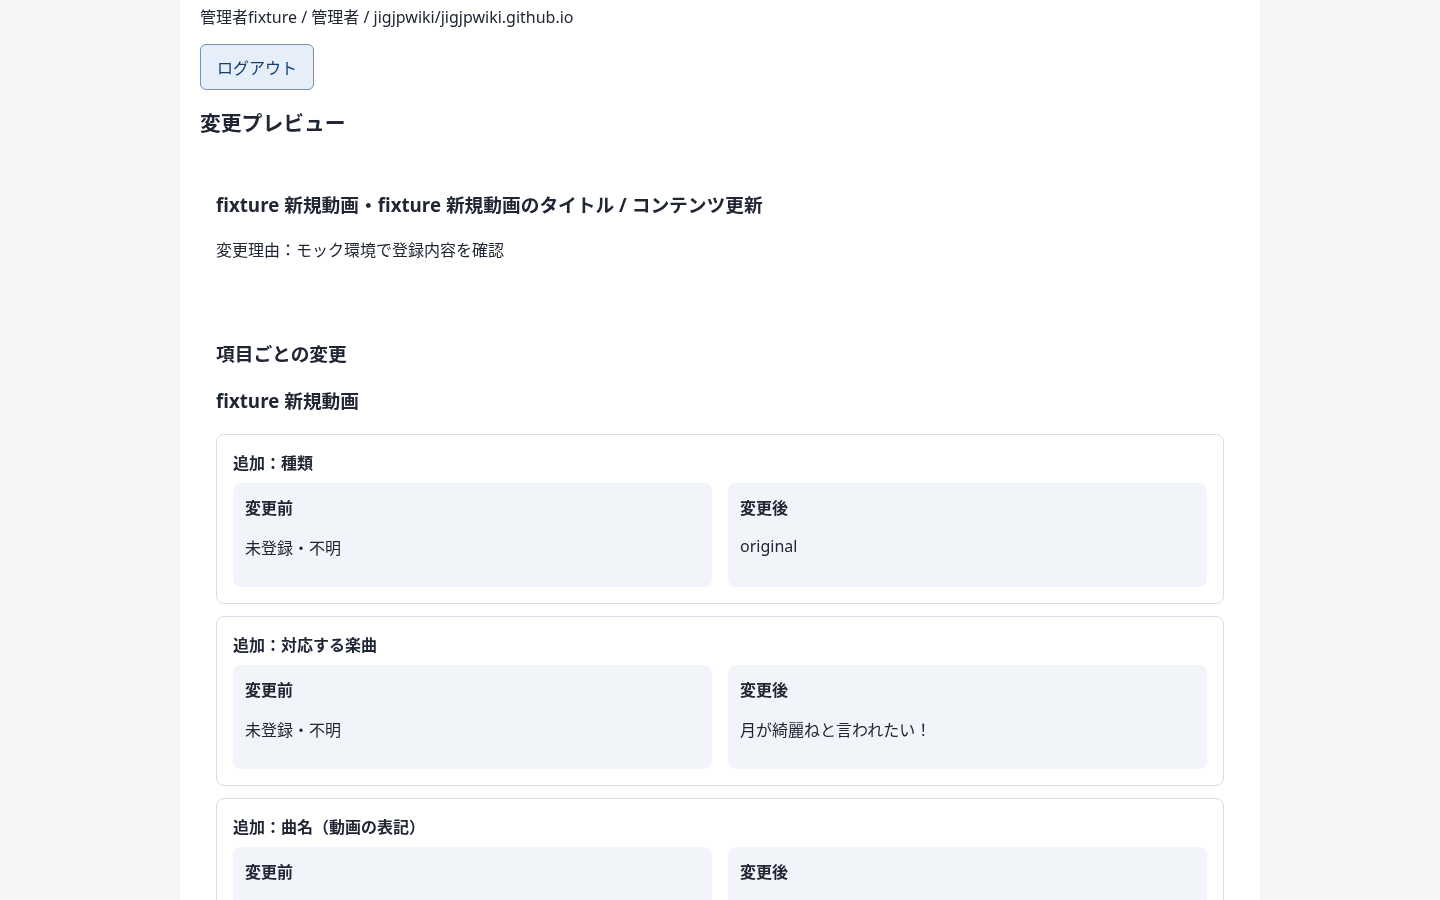 管理者fixture / 管理者 / jigjpwiki/jigjpwiki.github.io
ログアウト
変更プレビュー
fixture 新規動画・fixture 新規動画のタイトル / コンテンツ更新
変更理由：モック環境で登録内容を確認
項目ごとの変更
fixture 新規動画
追加：種類
変更前
変更後
未登録・不明
original
追加：対応する楽曲
変更前
変更後
未登録・不明
月が綺麗ねと言われたい！
追加：曲名（動画の表記）
変更前
変更後